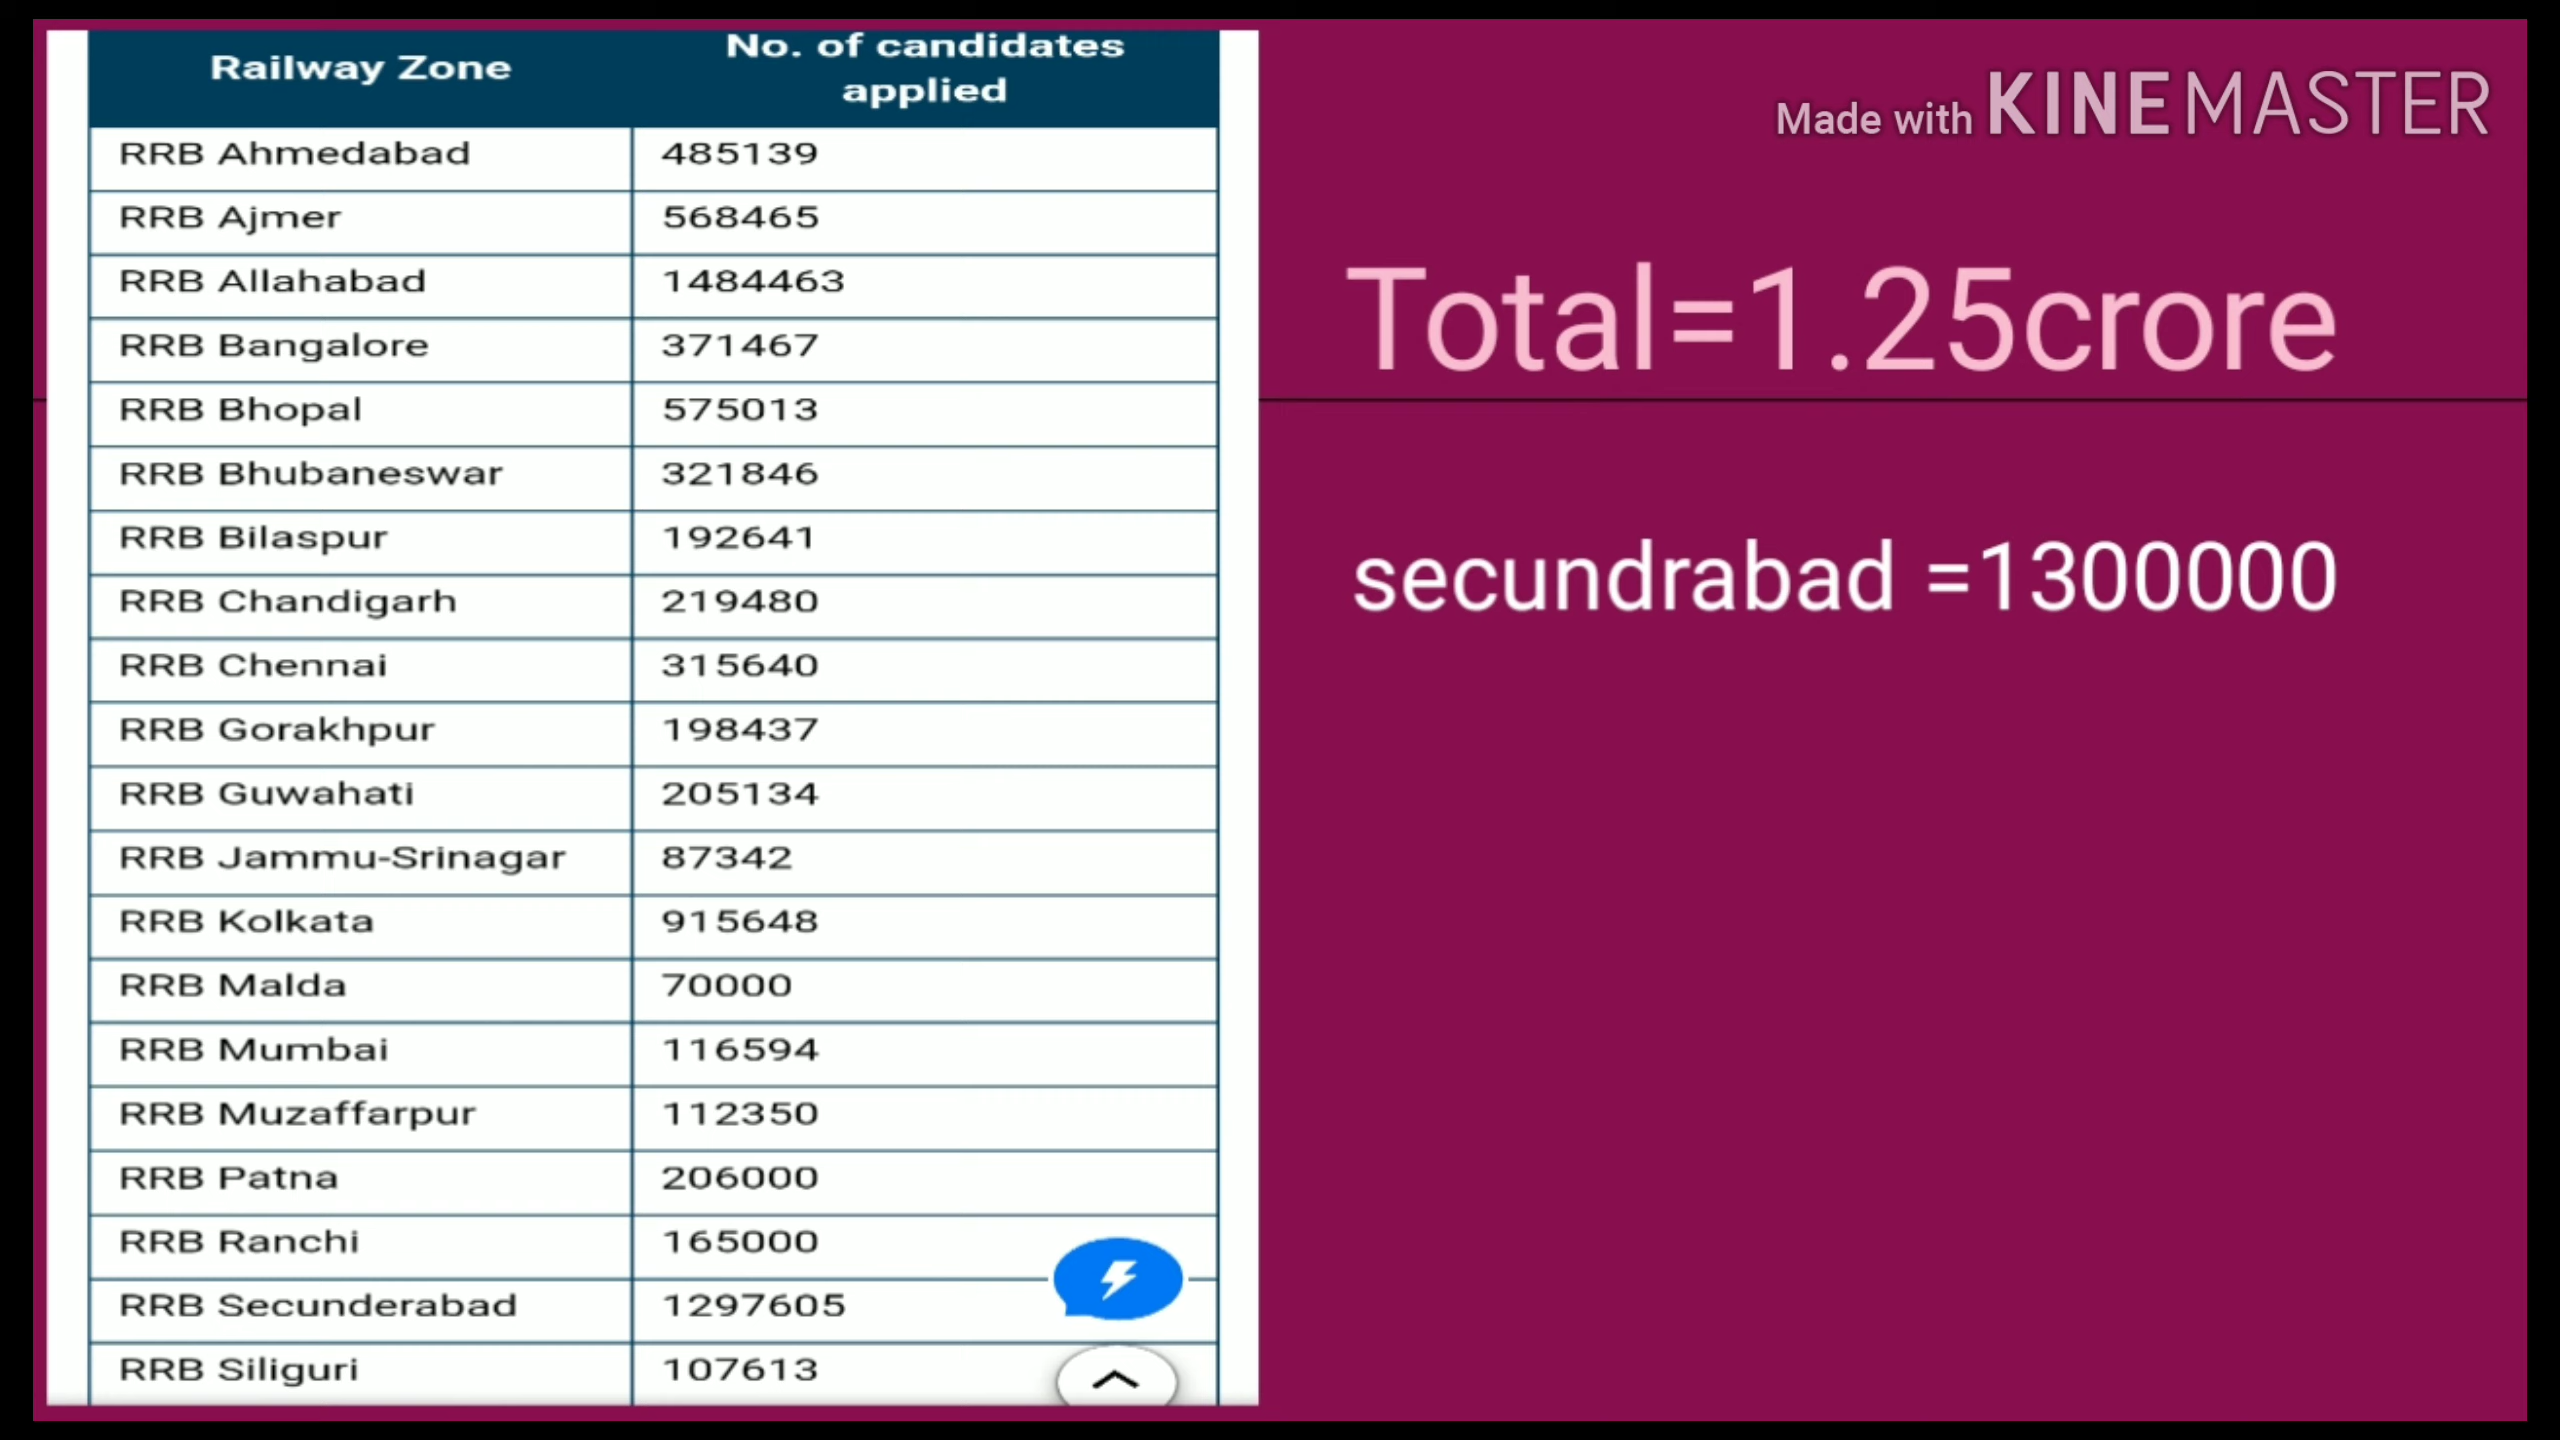 Railway Zone No. of candidates applied
RRB Ahmedabad 485139
RRB Ajmer 568465
RRB Allahabad 1484463
RRB Bangalore 371467
RRB Bhopal 575013
RRB Bhubaneswar 321846
RRB Bilaspur 192641
RRB Chandigarh 219480
RRB Chennai 315640
RRB Gorakhpur 198437
RRB Guwahati 205134
RRB Jammu-Srinagar 87342
RRB Kolkata 915648
RRB Malda 70000
RRB Mumbai 116594
RRB Muzaffarpur 112350
RRB Patna 206000
RRB Ranchi 165000
RRB Secunderabad 1297605
RRB Siliguri 107613
Made with KINEMASTER
Total=1.25crore
secundrabad =1300000